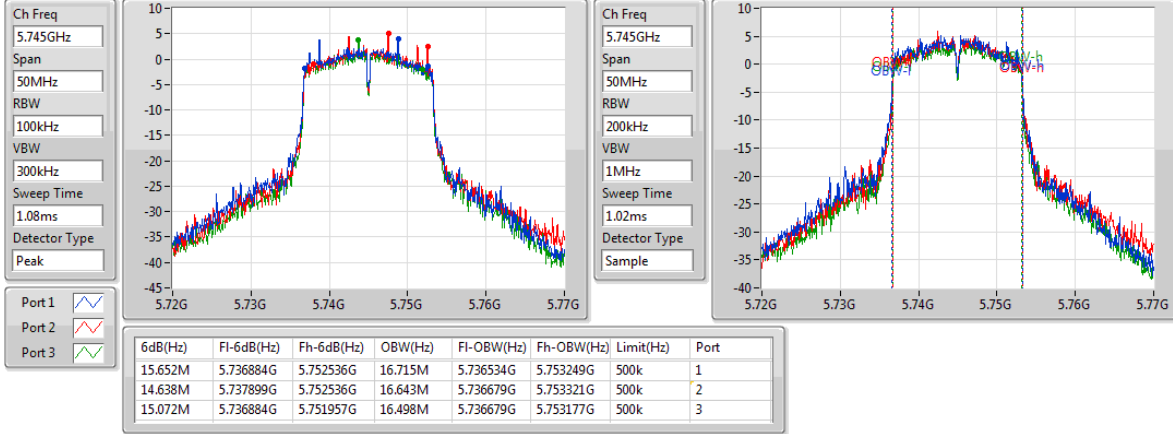 Ch Freq
5.745GHz
Span
50MHz
RBW
100kHz
VBW
300kHz
Sweep Time
1.08ms
Detector Type
Peak
Port 1
Port 2
Port 3
10
5
0
-5
-10
-15
-20
-25
-30
-35
-40
-45
5.72G 5.73G 5.74G 5.75G 5.76G 5.77G
Ch Freq
5.745GHz
Span
50MHz
RBW
200kHz
VBW
1MHz
Sweep Time
1.02ms
Detector Type
Sample
10
5
0
-5
-10
-15
-20
-25
-30
-35
-40
OBW-l OBW-h
5.72G 5.73G 5.74G 5.75G 5.76G 5.77G
6dB(Hz) Fl-6dB(Hz) Fh-6dB(Hz) OBW(Hz) Fl-OBW(Hz) Fh-OBW(Hz) Limit(Hz) Port
15.652M 5.736884G 5.752536G 16.715M 5.736534G 5.753249G 500k 1
14.638M 5.737899G 5.752536G 16.643M 5.736679G 5.753321G 500k 2
15.072M 5.736884G 5.751957G 16.498M 5.736679G 5.753177G 500k 3